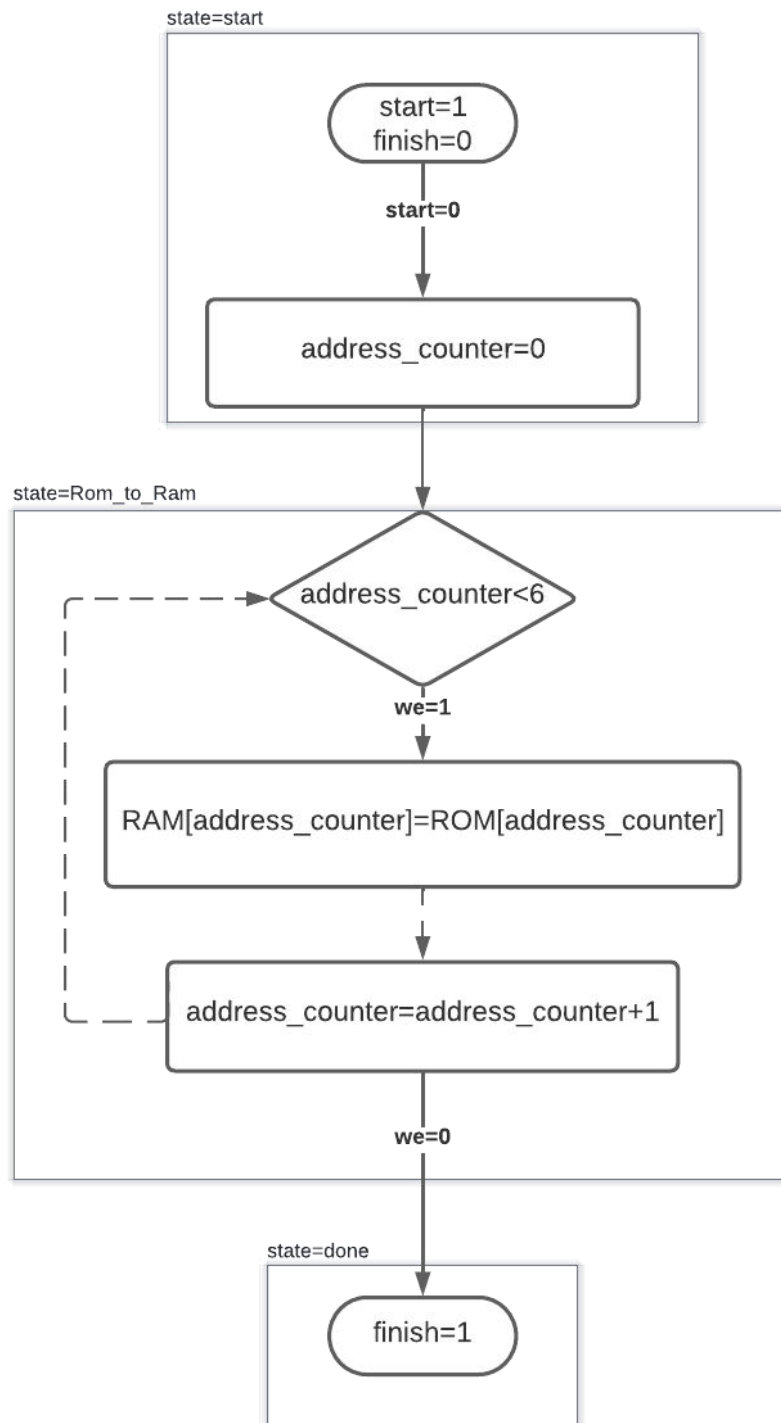 state=start
start=1
finish=0
start=0
address_counter=0
state=Rom_to_Ram
address_counter<6
we=1
RAM[address_counter]=ROM[address_counter]
address_counter=address_counter+1
we=0
state=done
finish=1